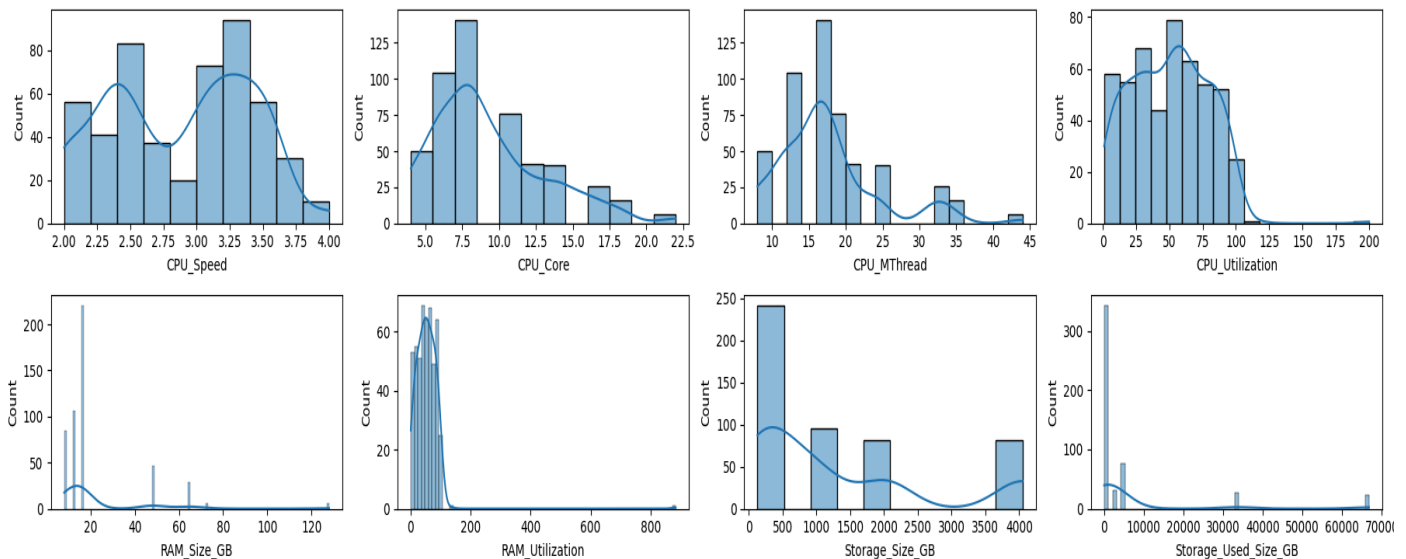 80
60
40
20
0
Count
2.00 2.25 2.50 2.75 3.00 3.25 3.50 3.75 4.00
CPU_Speed
125
100
75
50
25
0
Count
5.0 7.5 10.0 12.5 15.0 17.5 20.0 22.5
CPU_Core
125
100
75
50
25
0
Count
10 15 20 25 30 35 40 45
CPU_MThread
80
60
40
20
0
Count
0 25 50 75 100 125 150 175 200
CPU_Utilization
200
150
100
50
0
Count
20 40 60 80 100 120
RAM_Size_GB
60
40
20
0
Count
0 200 400 600 800
RAM_Utilization
250
200
150
100
50
0
Count
0 500 1000 1500 2000 2500 3000 3500 4000
Storage_Size_GB
300
200
100
0
Count
0 10000 20000 30000 40000 50000 60000 7000
Storage_Used_Size_GB